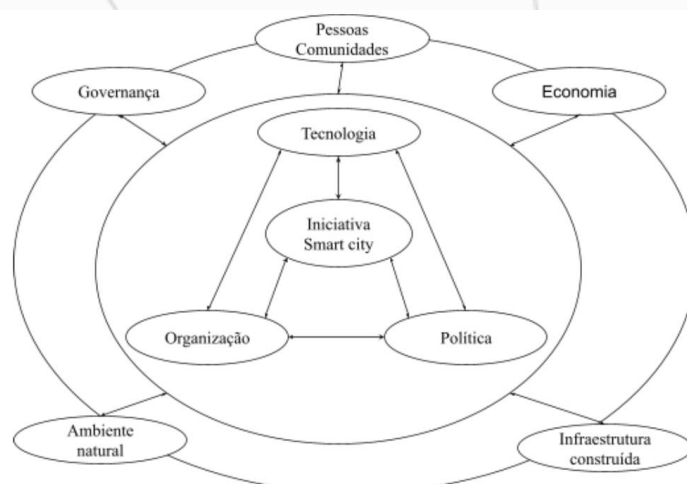 Pessoas
Comunidades
Governança
Economia
Tecnologia
Iniciativa
Smart city
Organização
Política
Ambiente
natural
Infraestrutura
construída